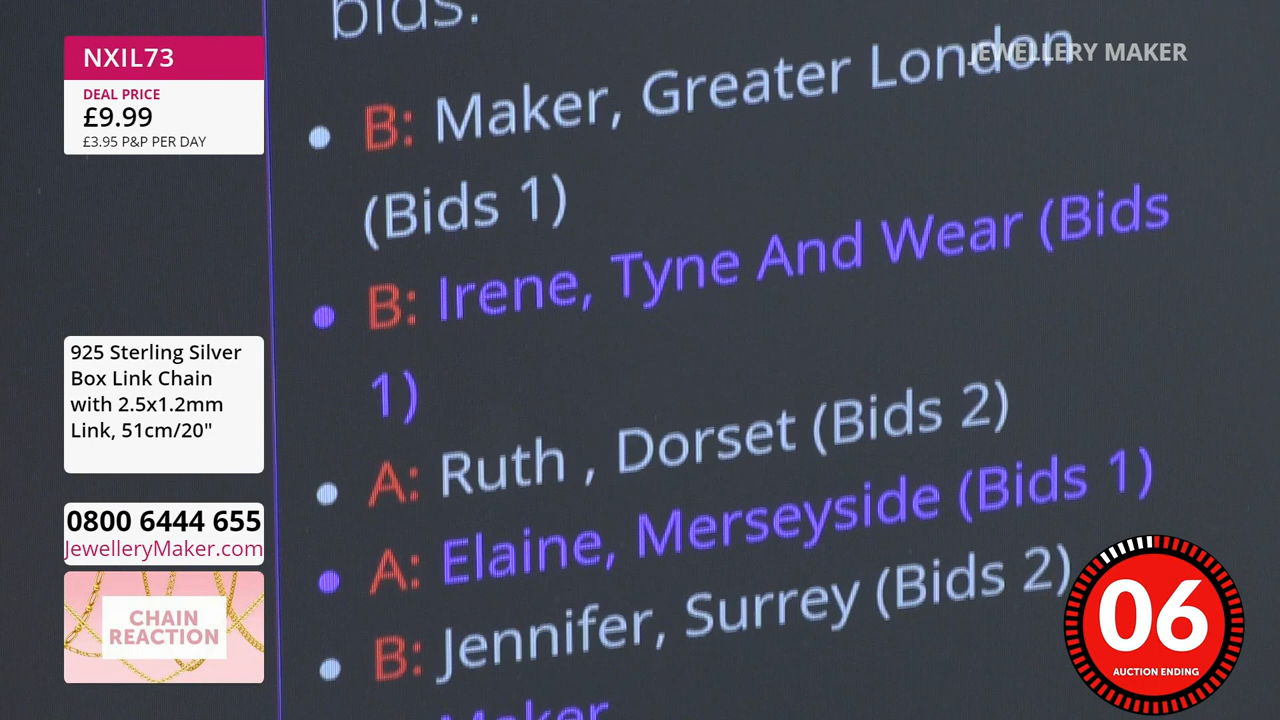 NXIL73
DEAL PRICE
£9.99
£3.95 P&P PER DAY
925 Sterling Silver
Box Link Chain
with 2.5x1.2mm
Link, 51cm/20"
0800 6444 655
JewelleryMaker.com
CHAIN
REACTION
JEWELLERY MAKER
bids.
• B: Maker, Greater London
(Bids 1)
• B: Irene, Tyne And Wear (Bids
1)
• A: Ruth , Dorset (Bids 2)
• A: Elaine, Merseyside (Bids 1)
• B: Jennifer, Surrey (Bids 2)
Maker
06
AUCTION ENDING